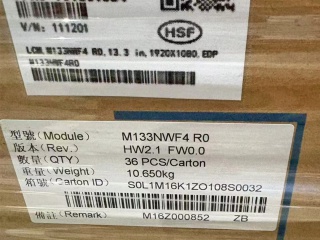 V/N: 111201
HSF
LCM, M133NWF4 R0, 13.3 in, 1920X1080, EDP
M133NWF4R0
型號(Module) M133NWF4 R0
版本(Rev.) HW2.1 FW0.0
數量(QTY) 36 PCS/Carton
重量(Weight) 10.650kg
箱號(Carton ID) S0L1M16K1ZO108S0032
備註(Remark) M16Z000852 ZB